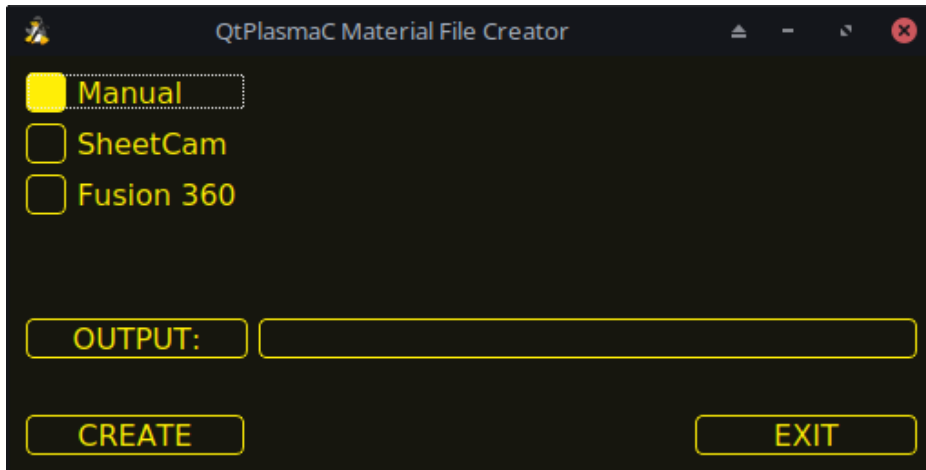 QtPlasmaC Material File Creator
Manual
SheetCam
Fusion 360
OUTPUT:
CREATE
EXIT